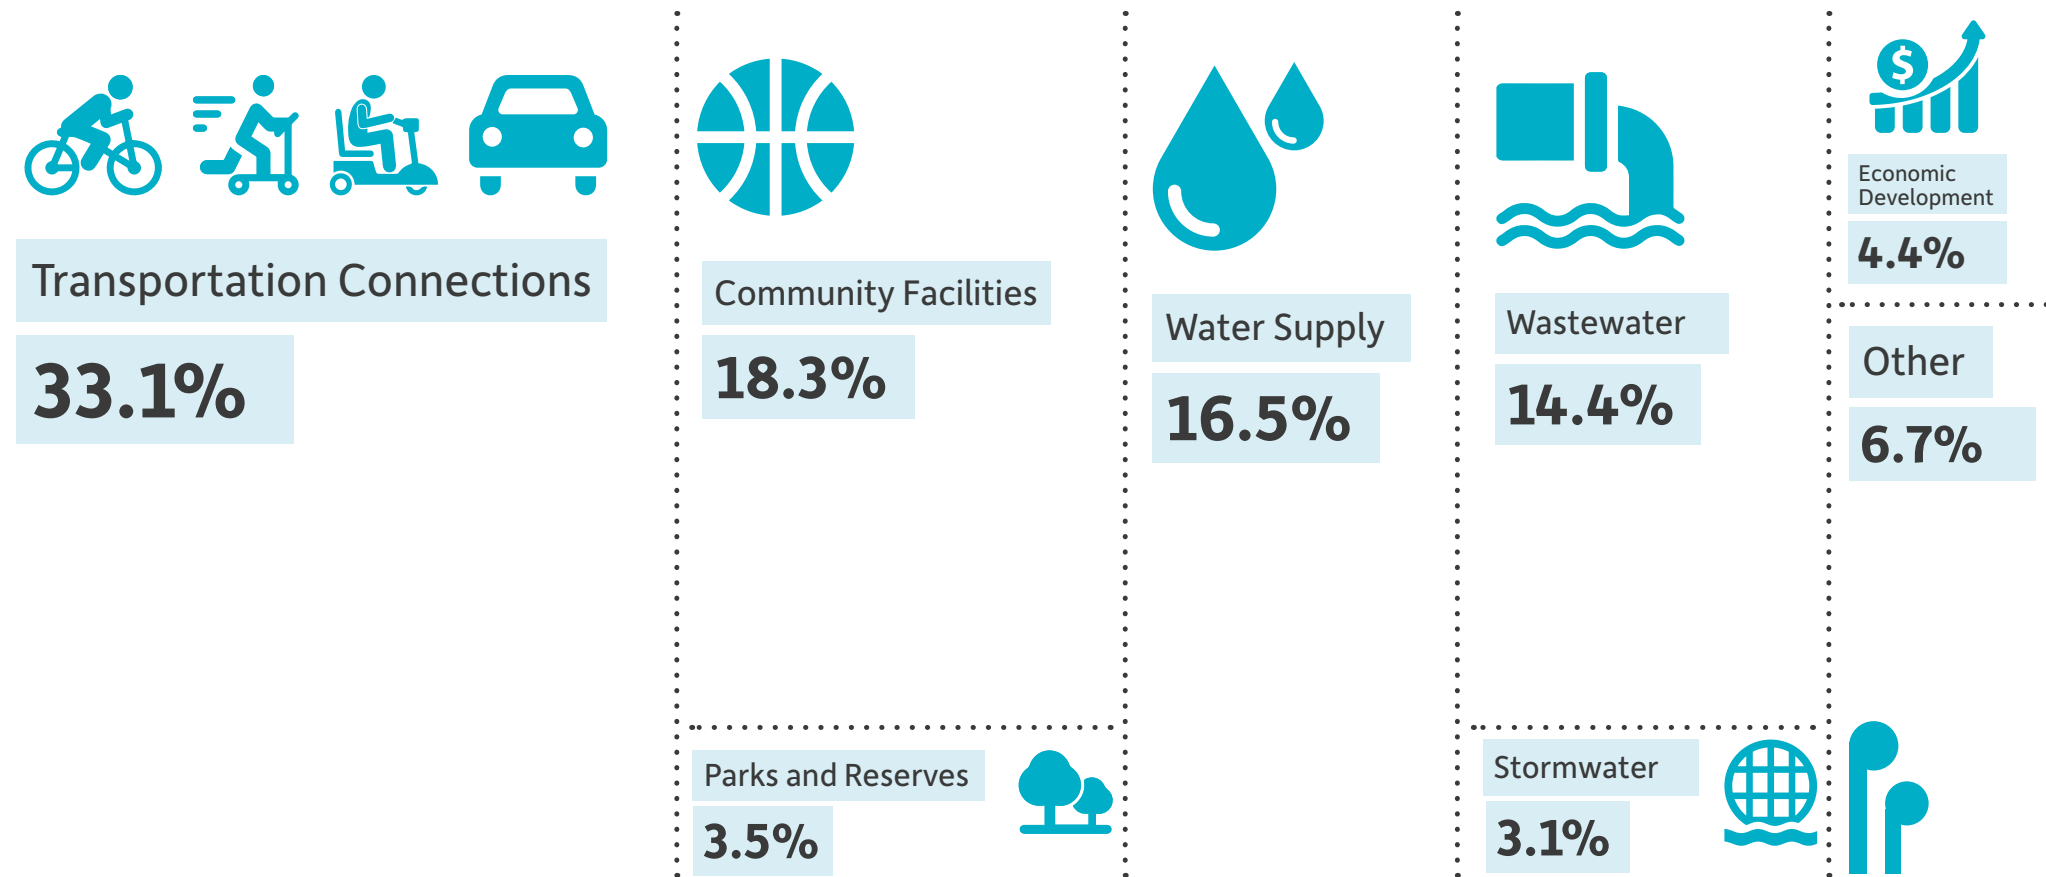 Transportation Connections
33.1%
Community Facilities
18.3%
Parks and Reserves
3.5%
Water Supply
16.5%
Wastewater
14.4%
Stormwater
3.1%
$
Economic
Development
4.4%
Other
6.7%